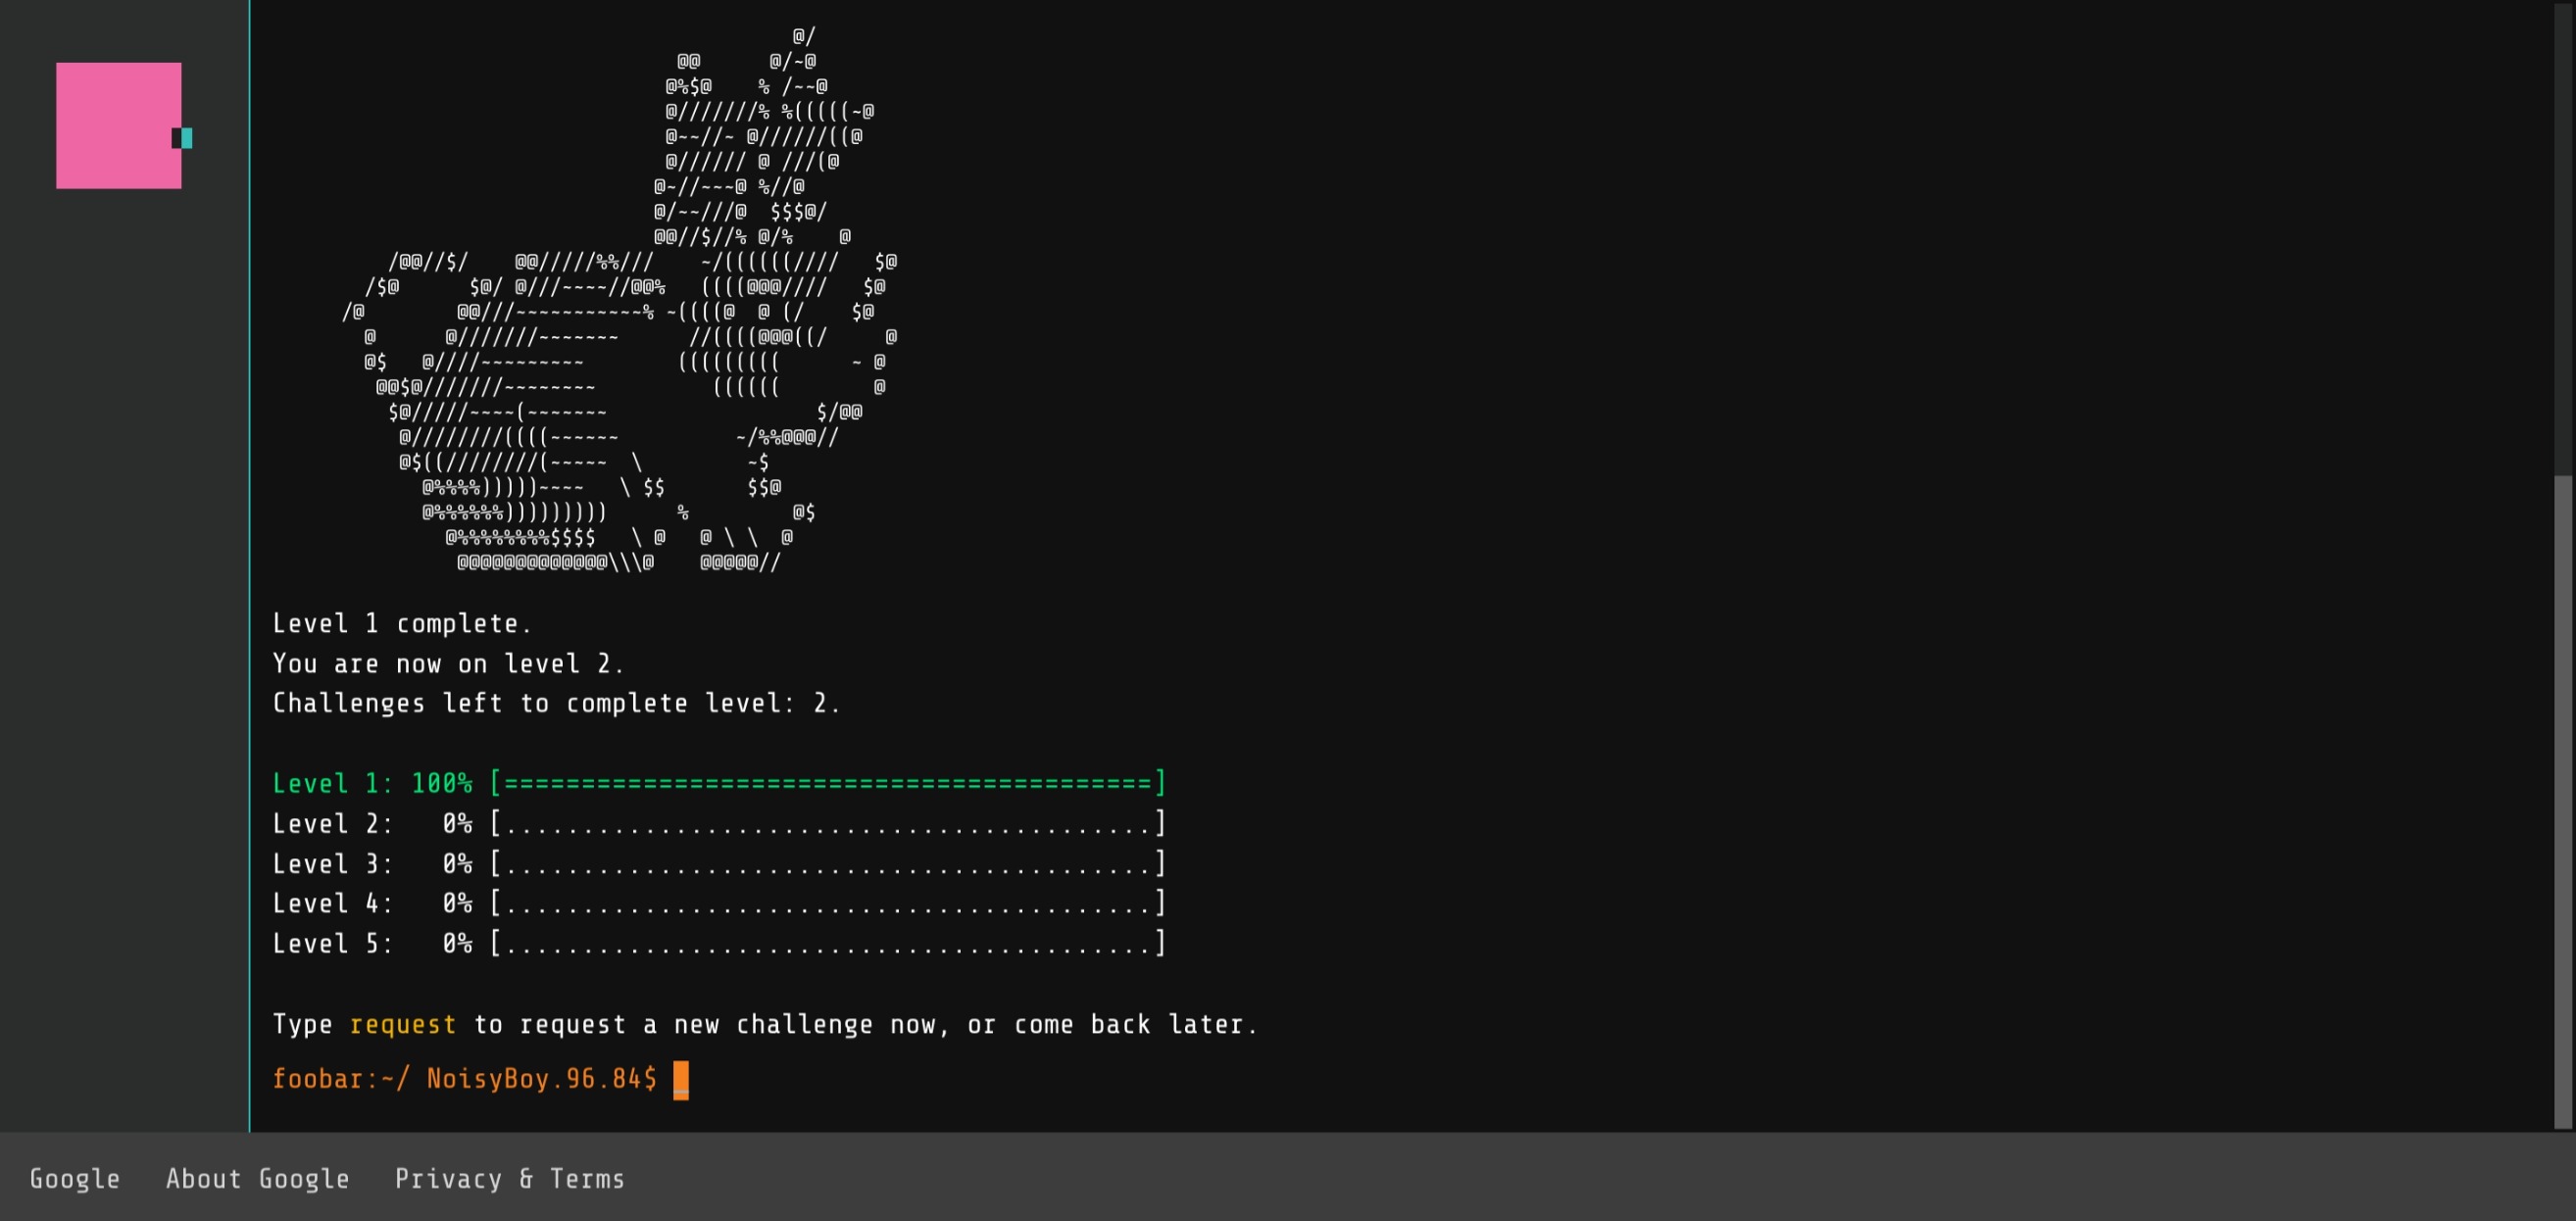 @/
@@      @/~@
@%$@    % /~~@
@///////% %(((((~@
@~~//~ @//////((@
@////// @ ///(@
@~//~~~@ %//@
@/~~///@  $$$@/
@@//$//% @/%    @
/@@//$/    @@/////%%///    ~/((((((////   $@
/$@      $@/ @///~~~~//@@%   ((((@@@////   $@
/@        @@///~~~~~~~~~~~% ~((((@  @ (/    $@
@      @///////~~~~~~~      //((((@@@((/     @
@$   @////~~~~~~~~~        (((((((((      ~ @
@@$@///////~~~~~~~~          ((((((        @
$@/////~~~~(~~~~~~~                  $/@@
@////////((((~~~~~~          ~/%%@@@//
@$((////////(~~~~~  \         ~$
@%%%%)))))~~~~   \ $$       $$@
@%%%%%%)))))))))      %         @$
@%%%%%%%%$$$$   \ @   @ \ \  @
@@@@@@@@@@@@@\\\@    @@@@@//
Level 1 complete.
You are now on level 2.
Challenges left to complete level: 2.
Level 1: 100% [==========================================]
Level 2:   0% [..........................................]
Level 3:   0% [..........................................]
Level 4:   0% [..........................................]
Level 5:   0% [..........................................]
Type request to request a new challenge now, or come back later.
foobar:~/ NoisyBoy.96.84$
Google   About Google   Privacy & Terms